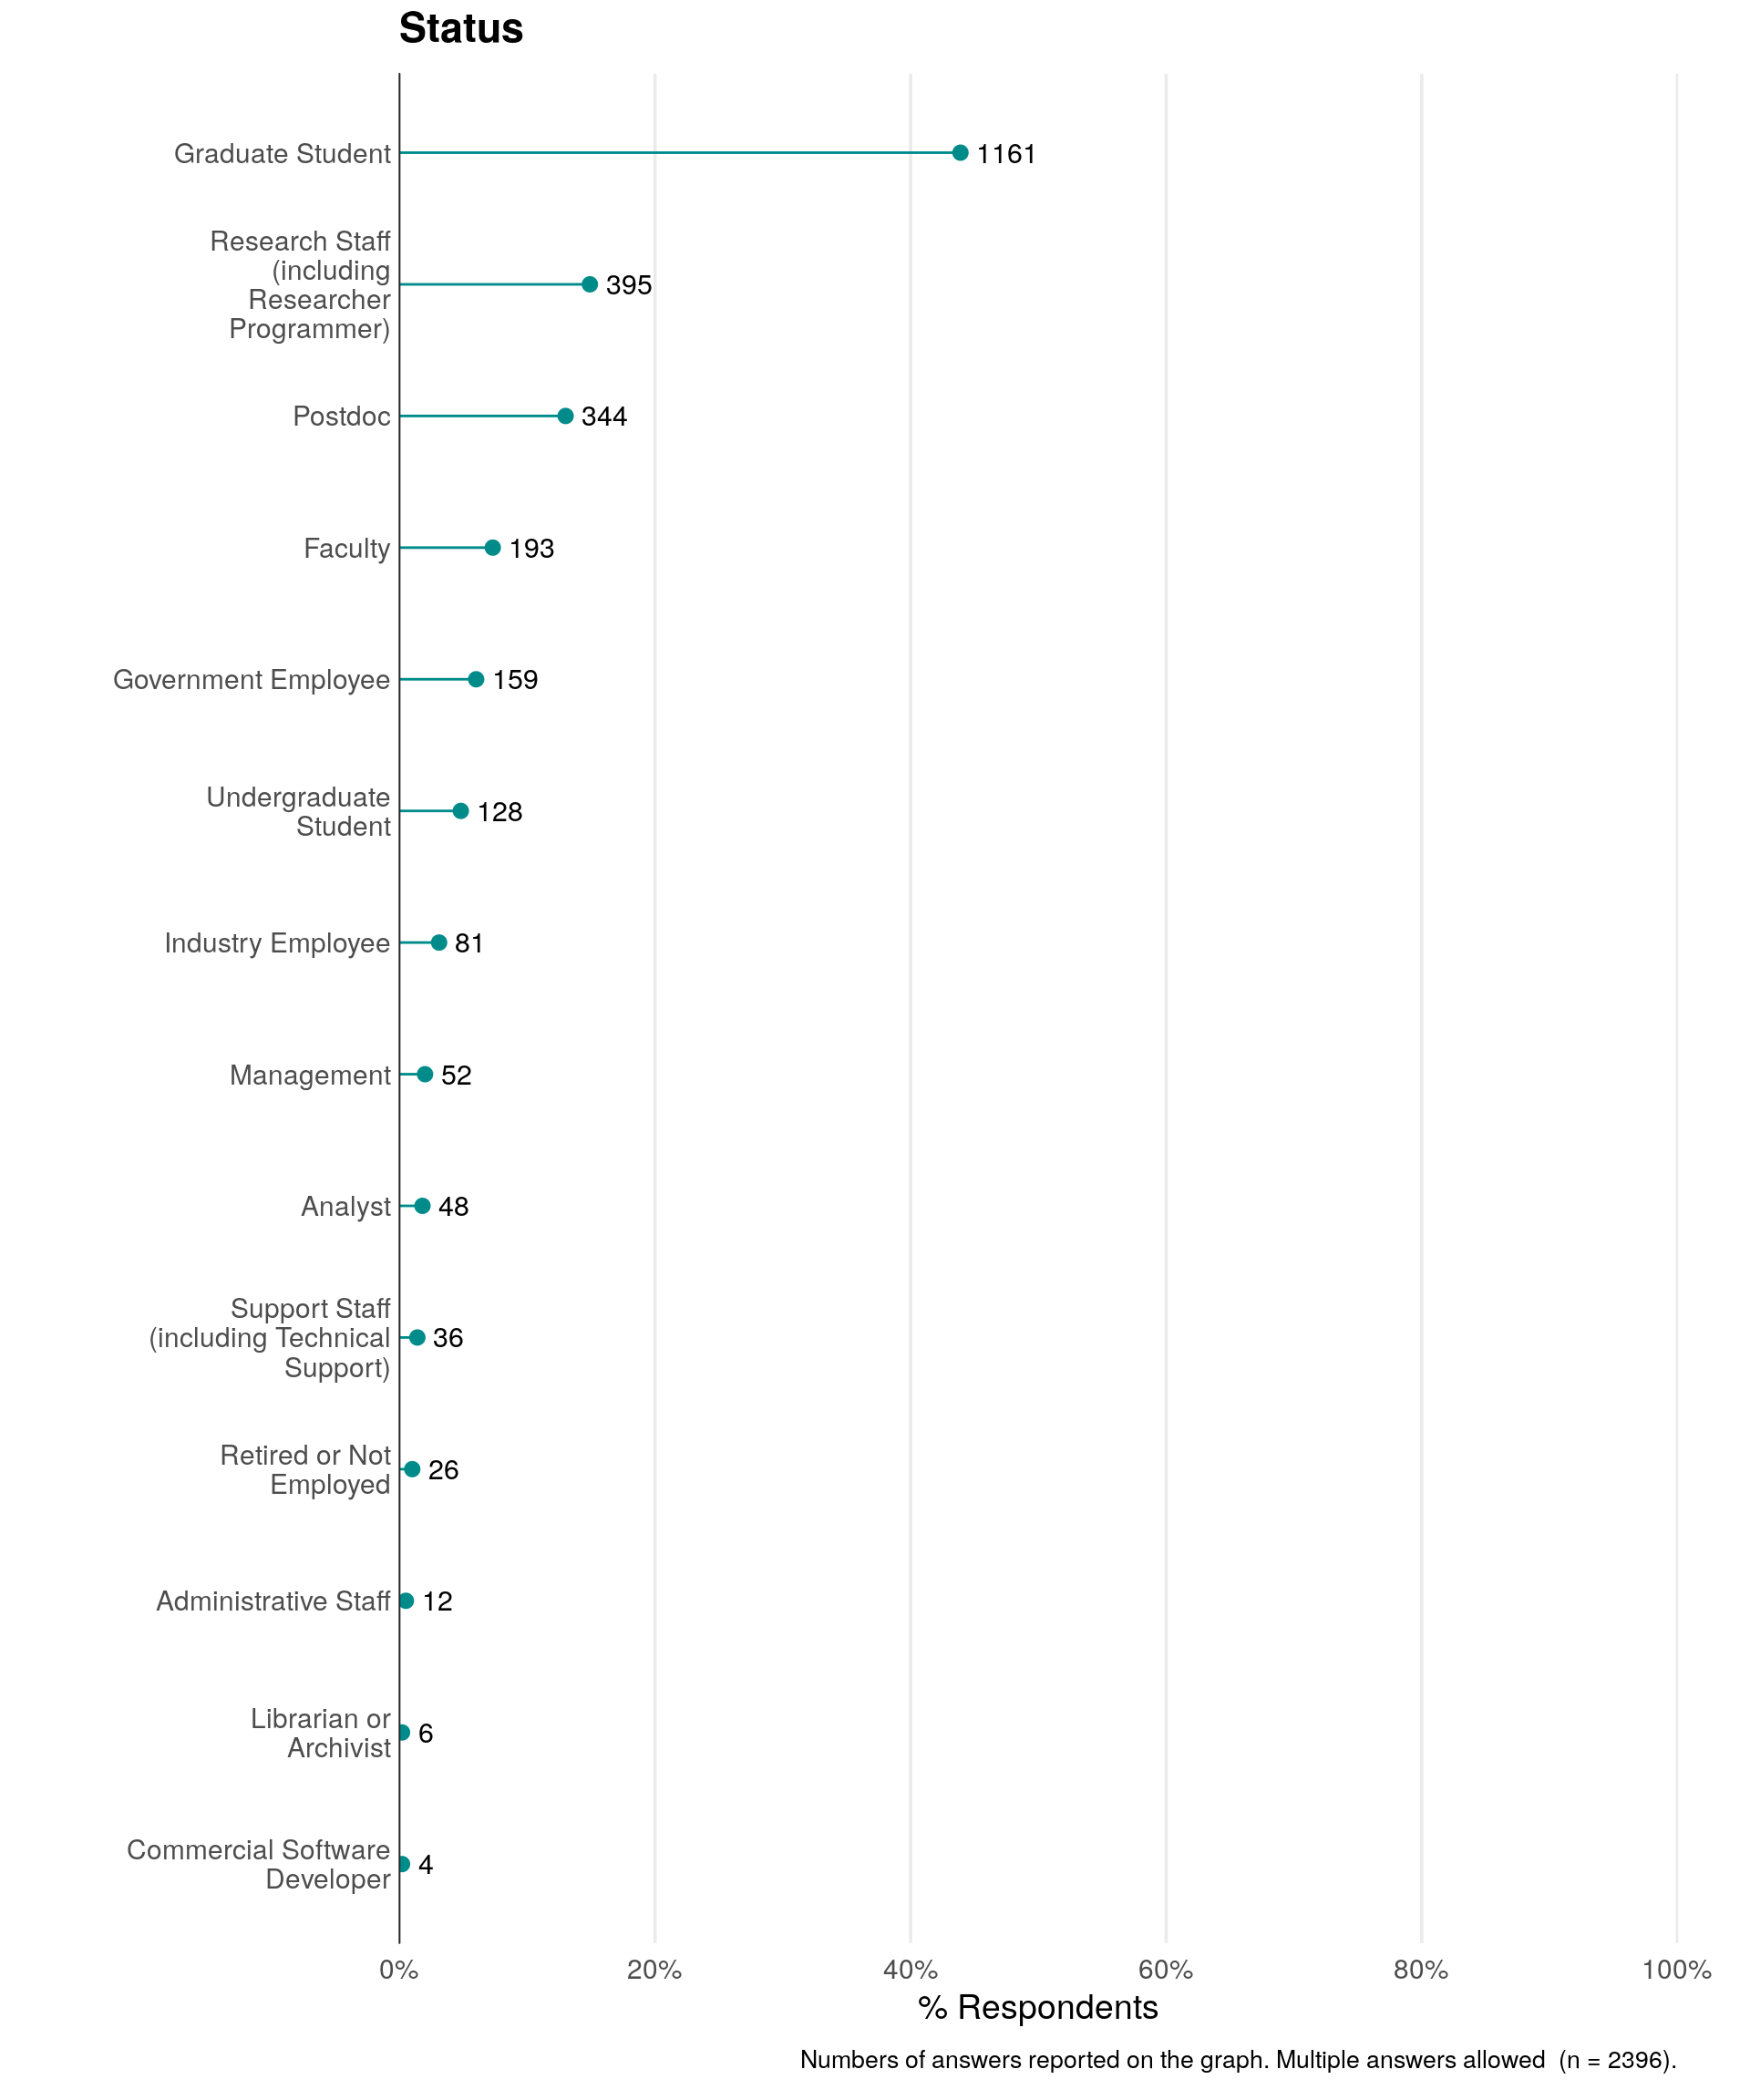 Status
Graduate Student
1161
Research Staff
(including
Researcher
Programmer)
395
Postdoc
344
Faculty
193
Government Employee
159
Undergraduate
Student
128
Industry Employee
81
Management
52
Analyst
48
Support Staff
(including Technical
Support)
36
Retired or Not
Employed
26
Administrative Staff
12
Librarian or
Archivist
6
Commercial Software
Developer
4
0% 20% 40% 60% 80% 100%
% Respondents
Numbers of answers reported on the graph. Multiple answers allowed (n = 2396).